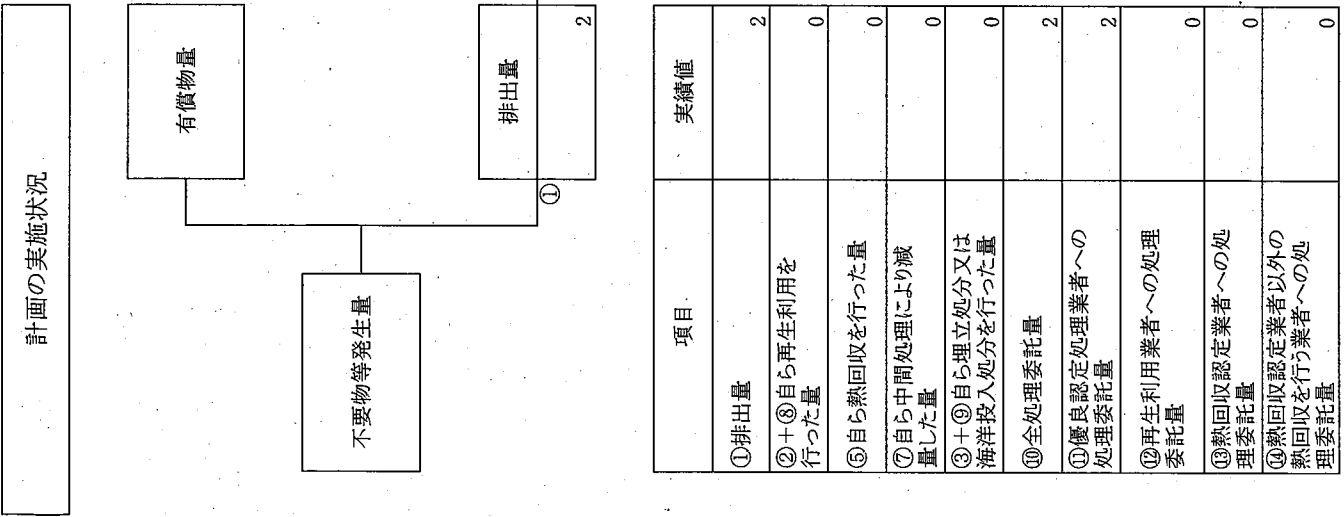 計画の実施状況
有償物量
不要物等発生量
排出量
①
2
項目
実績値
①排出量
2
②+⑧自ら再生利用を
行った量
0
⑤自ら熱回収を行った量
0
⑦自ら中間処理により減
量した量
0
③+⑨自ら埋立処分又は
海洋投入処分を行った量
0
⑩全処理委託量
2
⑪優良認定処理業者への
処理委託量
2
⑫再生利用業者への処理
委託量
0
⑬熱回収認定業者への処
理委託量
0
⑭熱回収認定業者以外の
熱回収を行う業者への処
理委託量
0